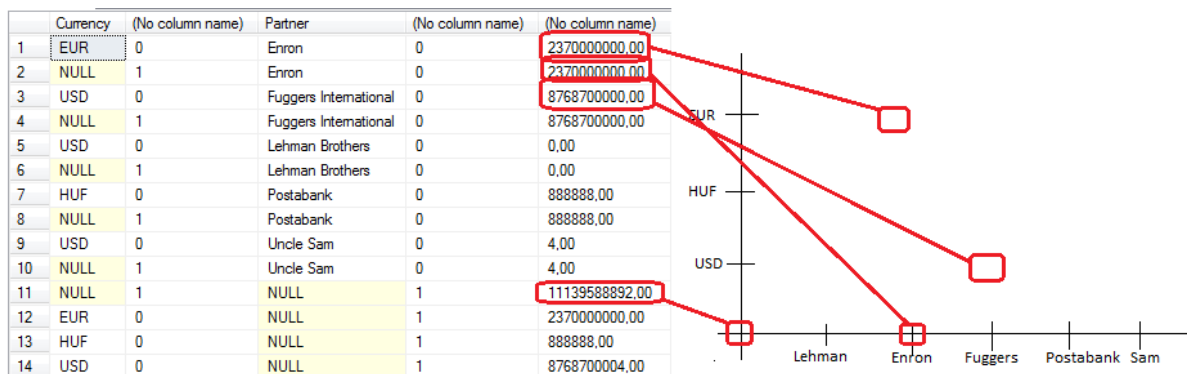 Currency (No column name) Partner (No column name) (No column name)
1 EUR 0 Enron 0 2370000000,00
2 NULL 1 Enron 0 2370000000,00
3 USD 0 Fuggers International 0 8768700000,00
4 NULL 1 Fuggers International 0 8768700000,00
5 USD 0 Lehman Brothers 0 0,00
6 NULL 1 Lehman Brothers 0 0,00
7 HUF 0 Postabank 0 888888,00
8 NULL 1 Postabank 0 888888,00
9 USD 0 Uncle Sam 0 4,00
10 NULL 1 Uncle Sam 0 4,00
11 NULL 1 NULL 1 11139588892,00
12 EUR 0 NULL 1 2370000000,00
13 HUF 0 NULL 1 888888,00
14 USD 0 NULL 1 8768700004,00
EUR
HUF
USD
Lehman Enron Fuggers Postabank Sam